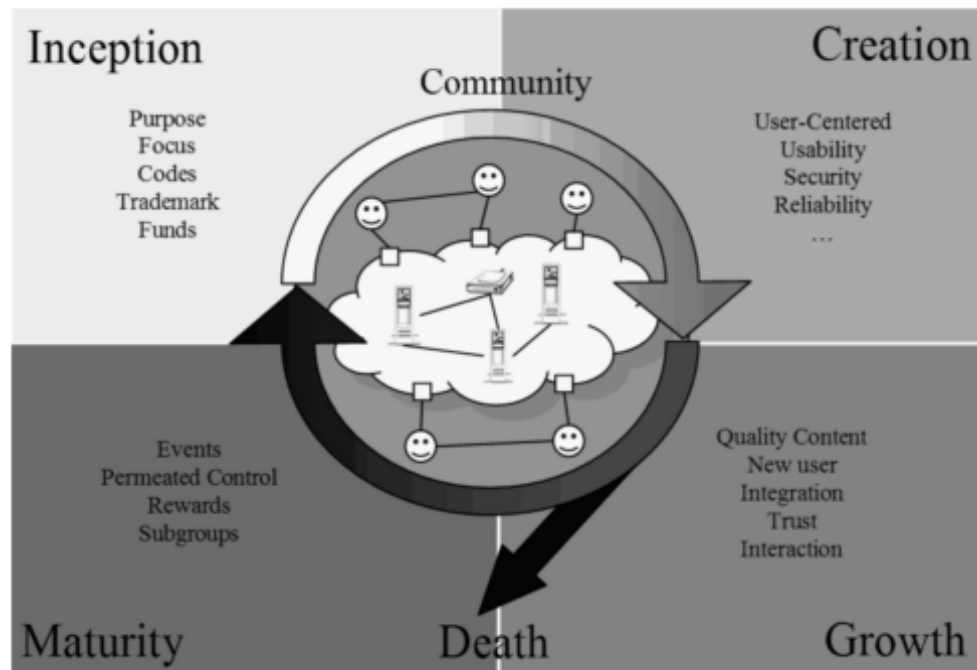 Inception
Creation
Community
Purpose
Focus
Codes
Trademark
Funds
User-Centered
Usability
Security
Reliability
...
Events
Permeated Control
Rewards
Subgroups
Quality Content
New user
Integration
Trust
Interaction
Maturity
Death
Growth